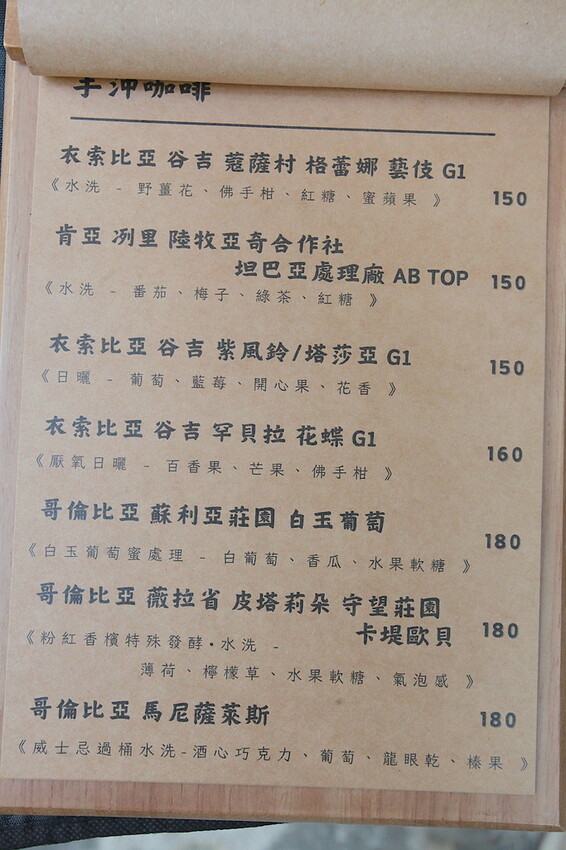 手沖咖啡
衣索比亞 谷吉 蔻薩村 格蕾娜 藝伎 G1
《 水洗 - 野薑花、佛手柑、紅糖、蜜蘋果 》 150
肯亞 冽里 陸牧亞奇合作社
坦巴亞處理廠 AB TOP 150
《 水洗 - 番茄、梅子、綠茶、紅糖 》
衣索比亞 谷吉 紫風鈴/塔莎亞 G1 150
《 日曬 - 葡萄、藍莓、開心果、花香 》
衣索比亞 谷吉 罕貝拉 花蝶 G1 160
《 厭氧日曬 - 百香果、芒果、佛手柑 》
哥倫比亞 蘇利亞莊園 白玉葡萄 180
《 白玉葡萄蜜處理 - 白葡萄、香瓜、水果軟糖 》
哥倫比亞 薇拉省 皮塔莉朵 守望莊園
卡堤歐貝 180
《 粉紅香檳特殊發酵·水洗 -
薄荷、檸檬草、水果軟糖、氣泡感 》
哥倫比亞 馬尼薩萊斯 180
《 威士忌過桶水洗-酒心巧克力、葡萄、龍眼乾、榛果 》